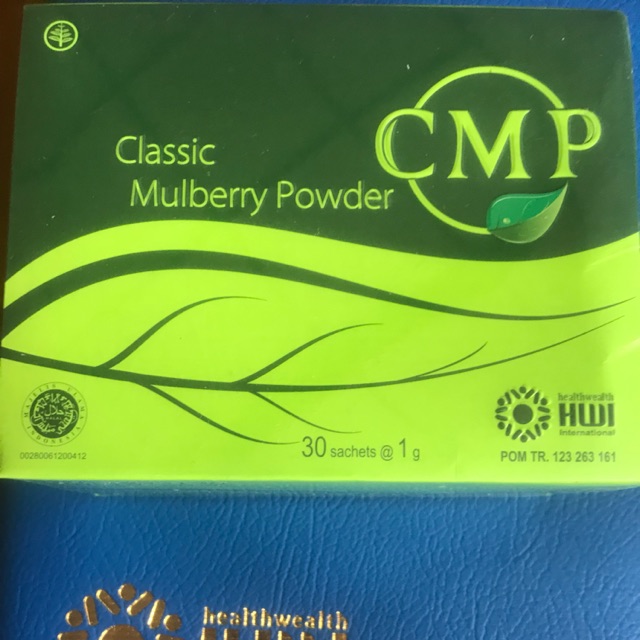 CMP
Classic
Mulberry Powder
healthwealth
HWI
International
30 sachets @ 1 g
POM TR. 123 263 161
00280061200412
healthwealth